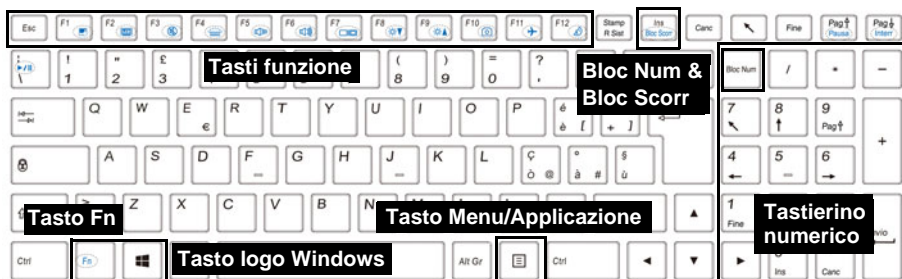 Esc F1 F2 F3 F4 F5 F6 F7 F8 F9 F10 F11 F12 Stamp Ins Canc Fine Pag Pag
R Sist Bloc Scorr Pausa Interr
! " £ Tasti funzione ( ) = ? Bloc Num & Bloc Num / * -
\ 1 2 3 8 9 0 ' Bloc Scorr
Q W E R T Y U I O P é * 7 8 9 +
€ è [ + ] Pag
A S D F G H J K L ç ° § 4 5 6
ò @ à # ù
Tasto Fn > Z X C V B N Tasto Menu/Applicazione 1 Tastierino
Fine numerico
Ctrl Fn Tasto logo Windows Alt Gr Ctrl Ins Canc